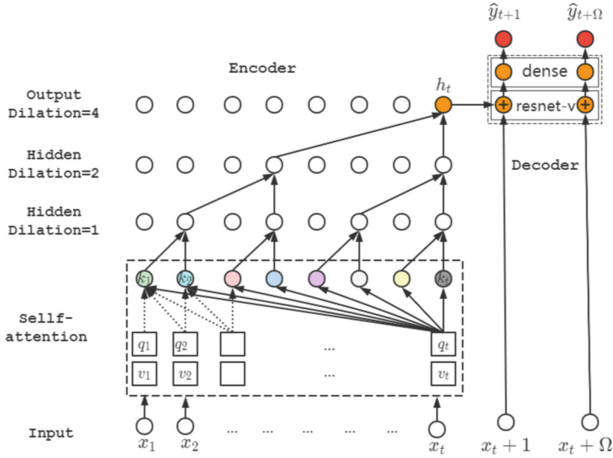 ŷt+1 ŷt+Ω
Encoder
dense
Output
Dilation=4
ht
resnet-v
Hidden
Dilation=2
Decoder
Hidden
Dilation=1
k1 k2 kt
Sellf-
attention
q1 q2 qt
...
v1 v2 vt
...
Input
... ... ... ... ...
x1 x2 xt xt + 1 xt + Ω